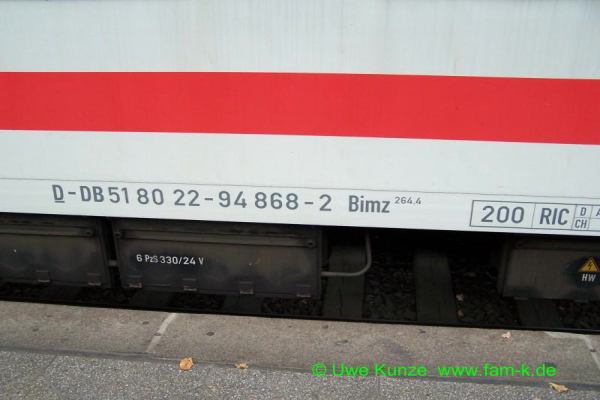 D-DB 51 80 22-94 868-2 Bimz 264.4
200 RIC D A
CH
6 PzS 330/24 V
HW
© Uwe Kunze www.fam-k.de